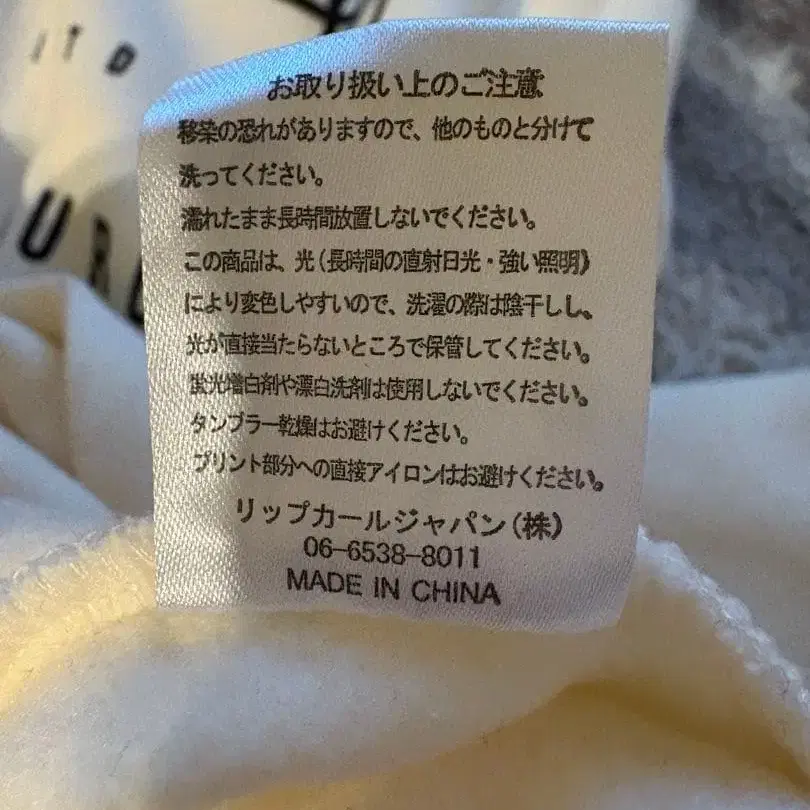 ITD
URL
お取り扱い上のご注意
移染の恐れがありますので、他のものと分けて
洗ってください。
濡れたまま長時間放置しないでください。
この商品は、光(長時間の直射日光・強い照明)
により変色しやすいので、洗濯の際は陰干しし、
光が直接当たらないところで保管してください。
蛍光増白剤や漂白洗剤は使用しないでください。
タンブラー乾燥はお避けください。
プリント部分への直接アイロンはお避けください。
リップカールジャパン(株)
06-6538-8011
MADE IN CHINA